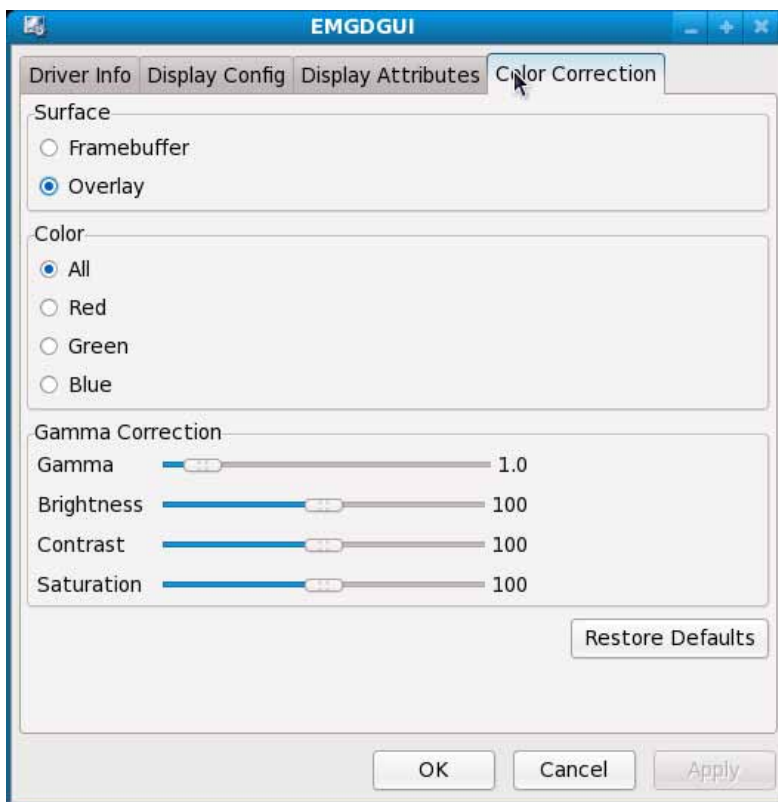 EMGDGUI
Driver Info Display Config Display Attributes Color Correction
Surface
Framebuffer
Overlay
Color
All
Red
Green
Blue
Gamma Correction
Gamma 1.0
Brightness 100
Contrast 100
Saturation 100
Restore Defaults
OK Cancel Apply